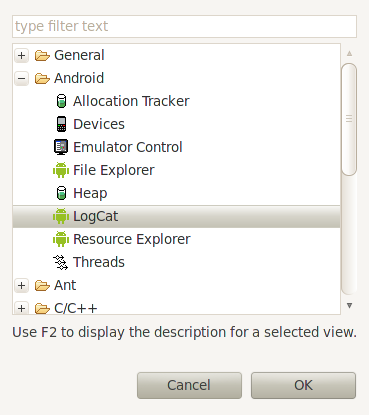 type filter text
General
Android
Allocation Tracker
Devices
Emulator Control
File Explorer
Heap
LogCat
Resource Explorer
Threads
Ant
C/C++
Use F2 to display the description for a selected view.
Cancel OK